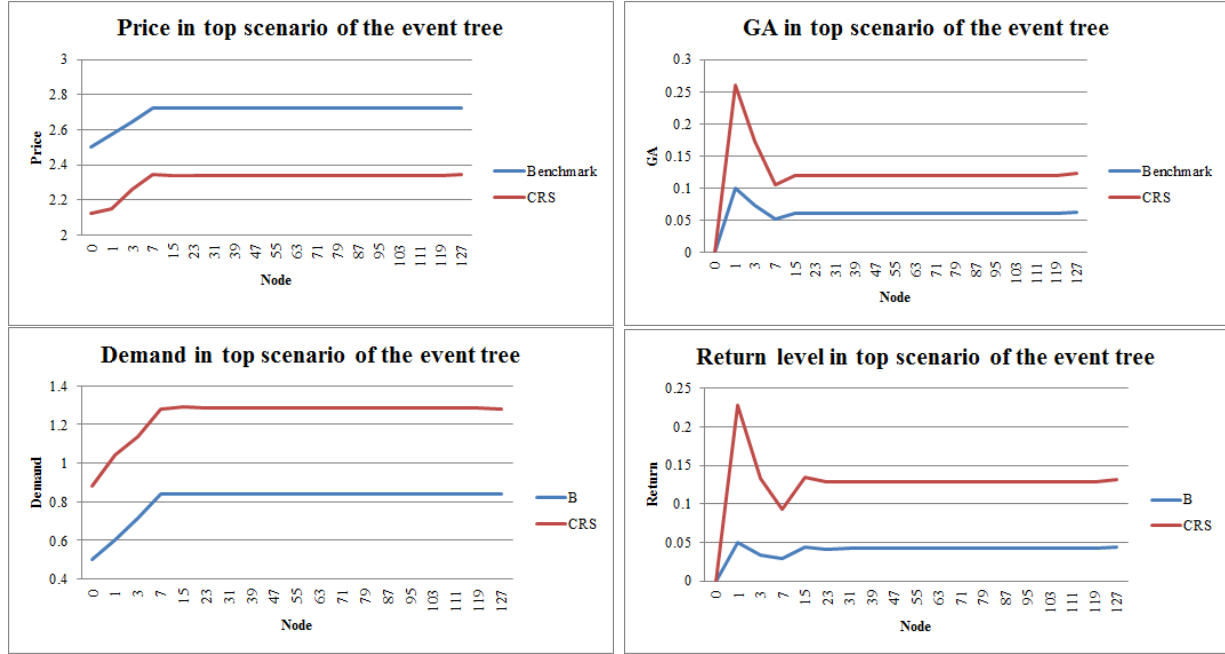 Price in top scenario of the event tree
3
2.8
2.6
2.4
2.2
2
Price
0 1 3 7 15 23 31 39 47 55 63 71 79 87 95 103 111 119 127
Node
Benchmark
CRS
GA in top scenario of the event tree
0.3
0.25
0.2
0.15
0.1
0.05
0
GA
0 1 3 7 15 23 31 39 47 55 63 71 79 87 95 103 111 119 127
Node
Benchmark
CRS
Demand in top scenario of the event tree
1.4
1.2
1
0.8
0.6
0.4
Demand
0 1 3 7 15 23 31 39 47 55 63 71 79 87 95 103 111 119 127
Node
B
CRS
Return level in top scenario of the event tree
0.25
0.2
0.15
0.1
0.05
0
Return
0 1 3 7 15 23 31 39 47 55 63 71 79 87 95 103 111 119 127
Node
B
CRS